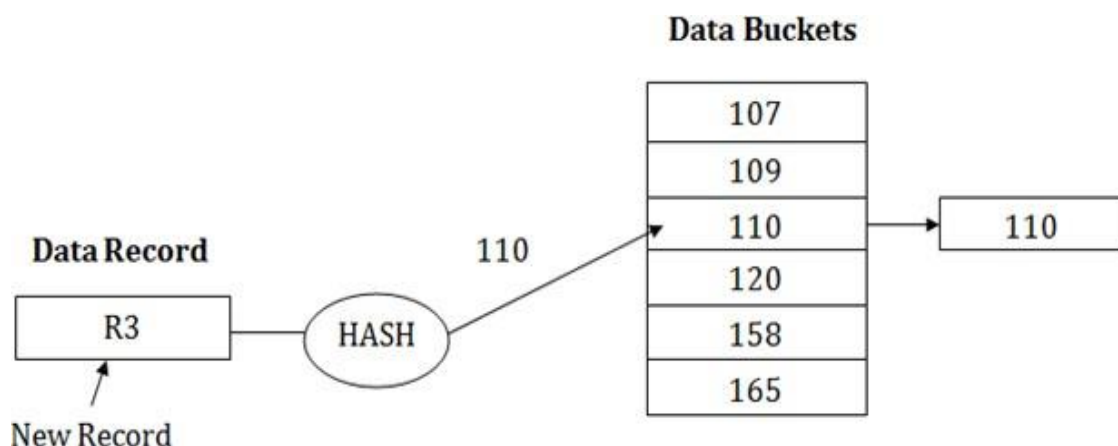 Data Buckets
107
109
110
110
120
158
165
110
Data Record
R3
HASH
New Record